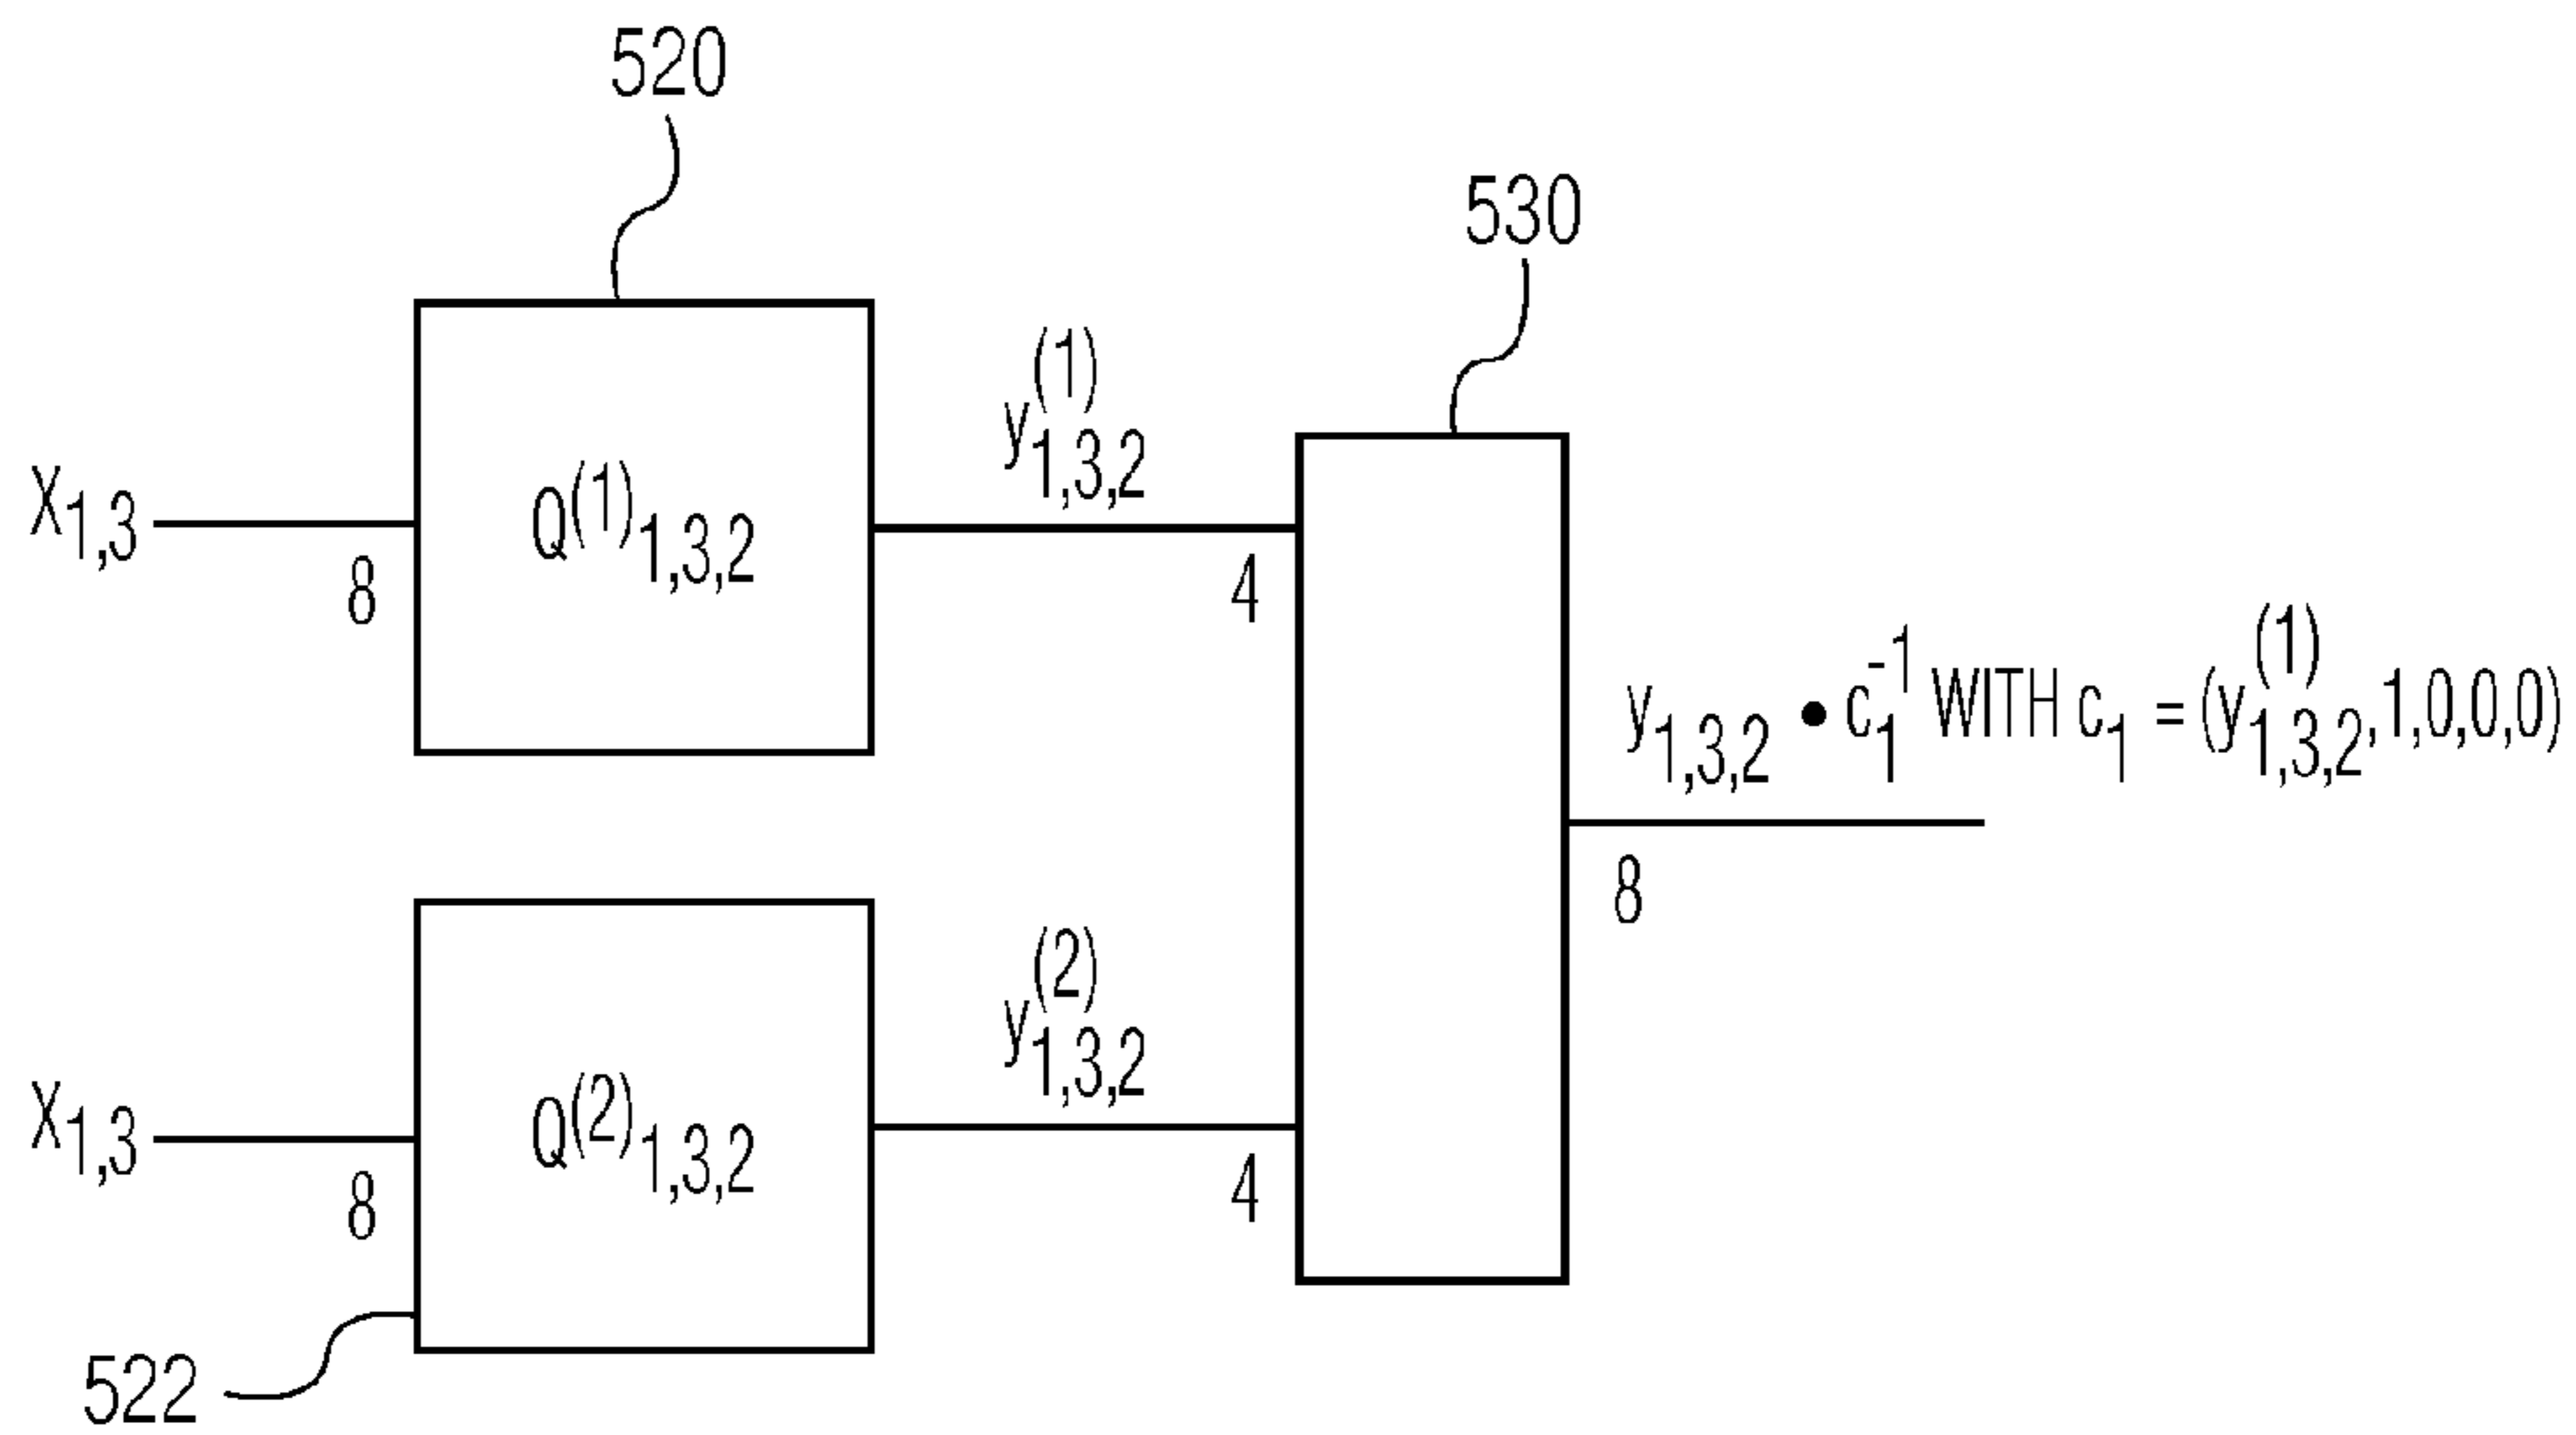 520
530
X1,3
8
Q(1)1,3,2
y(1)1,3,2
4
y1,3,2 • c1-1 WITH c1 = (y(1)1,3,2,1,0,0,0)
8
X1,3
8
Q(2)1,3,2
y(2)1,3,2
4
522